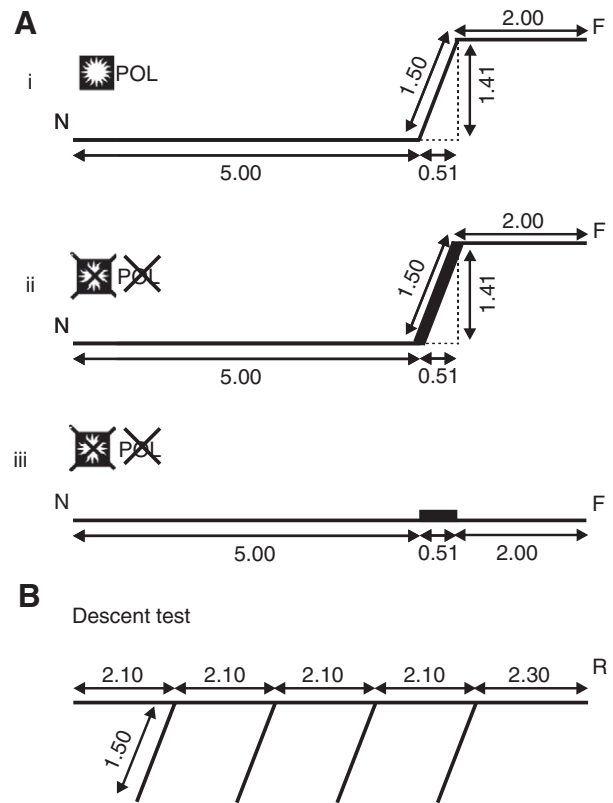 A
i
POL
N
F
2.00
1.50
1.41
5.00
0.51
ii
POL
N
F
2.00
1.50
1.41
5.00
0.51
iii
POL
N
F
5.00
0.51
2.00
B
Descent test
2.10
2.10
2.10
2.10
2.30
R
1.50